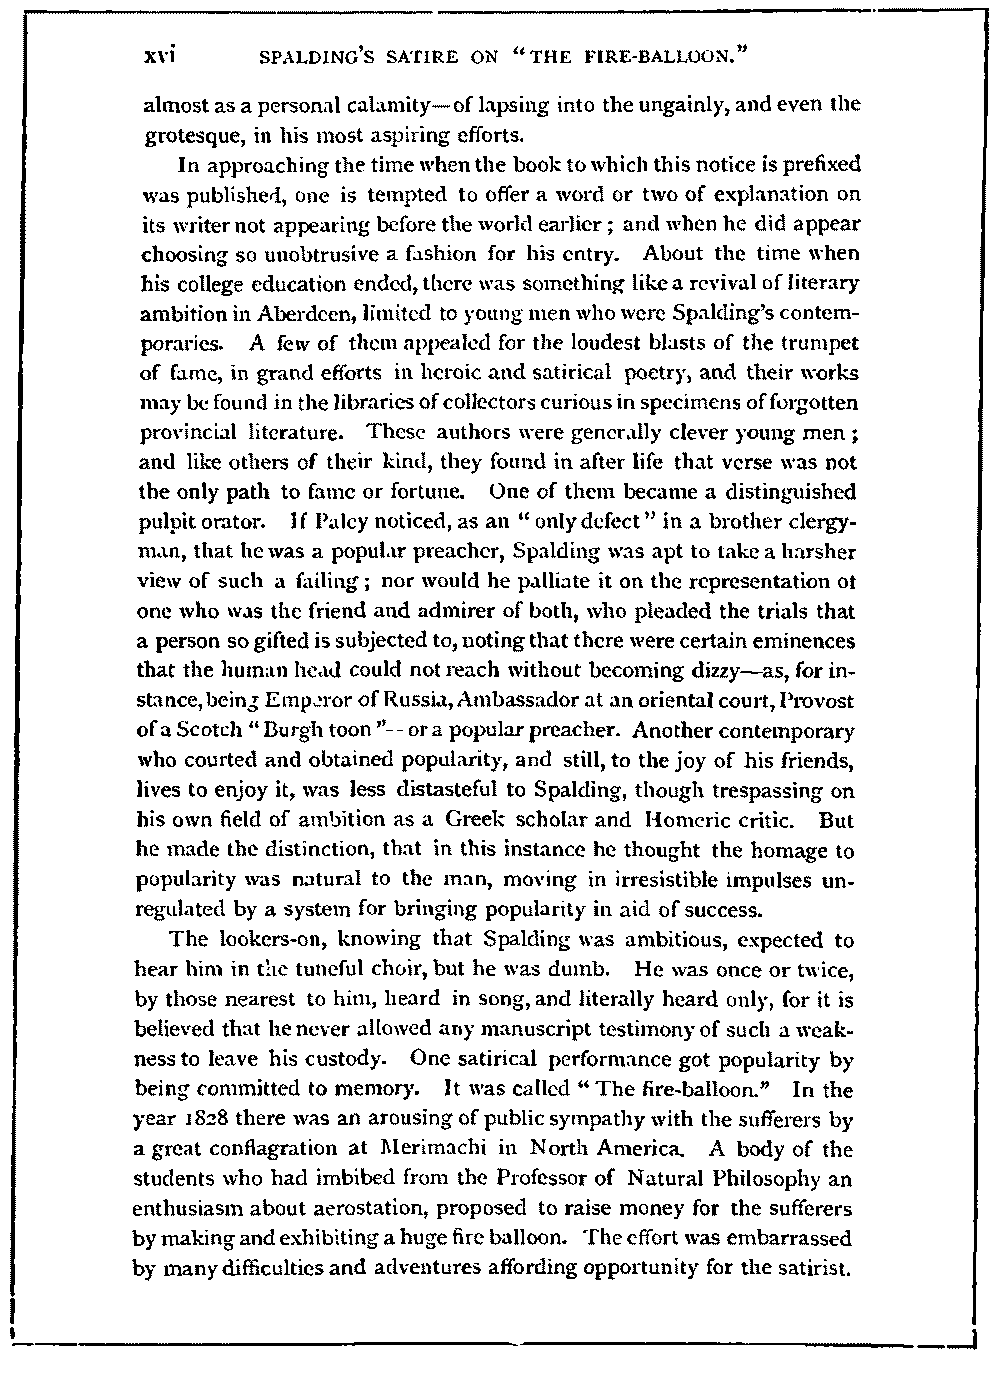 xvi SPALDING'S SATIRE ON "THE FIRE-BALLOON."
almost as a personal calamity—of lapsing into the ungainly, and even the
grotesque, in his most aspiring efforts.
In approaching the time when the book to which this notice is prefixed
was published, one is tempted to offer a word or two of explanation on
its writer not appearing before the world earlier; and when he did appear
choosing so unobtrusive a fashion for his entry. About the time when
his college education ended, there was something like a revival of literary
ambition in Aberdeen, limited to young men who were Spalding's contem-
poraries. A few of them appealed for the loudest blasts of the trumpet
of fame, in grand efforts in heroic and satirical poetry, and their works
may be found in the libraries of collectors curious in specimens of forgotten
provincial literature. These authors were generally clever young men;
and like others of their kind, they found in after life that verse was not
the only path to fame or fortune. One of them became a distinguished
pulpit orator. If Paley noticed, as an "only defect" in a brother clergy-
man, that he was a popular preacher, Spalding was apt to take a harsher
view of such a failing; nor would he palliate it on the representation of
one who was the friend and admirer of both, who pleaded the trials that
a person so gifted is subjected to, noting that there were certain eminences
that the human head could not reach without becoming dizzy—as, for in-
stance, being Emperor of Russia, Ambassador at an oriental court, Provost
of a Scotch "Burgh toon"—or a popular preacher. Another contemporary
who courted and obtained popularity, and still, to the joy of his friends,
lives to enjoy it, was less distasteful to Spalding, though trespassing on
his own field of ambition as a Greek scholar and Homeric critic. But
he made the distinction, that in this instance he thought the homage to
popularity was natural to the man, moving in irresistible impulses un-
regulated by a system for bringing popularity in aid of success.
The lookers-on, knowing that Spalding was ambitious, expected to
hear him in the tuneful choir, but he was dumb. He was once or twice,
by those nearest to him, heard in song, and literally heard only, for it is
believed that he never allowed any manuscript testimony of such a weak-
ness to leave his custody. One satirical performance got popularity by
being committed to memory. It was called "The fire-balloon." In the
year 1828 there was an arousing of public sympathy with the sufferers by
a great conflagration at Merimachi in North America. A body of the
students who had imbibed from the Professor of Natural Philosophy an
enthusiasm about aerostation, proposed to raise money for the sufferers
by making and exhibiting a huge fire balloon. The effort was embarrassed
by many difficulties and adventures affording opportunity for the satirist.